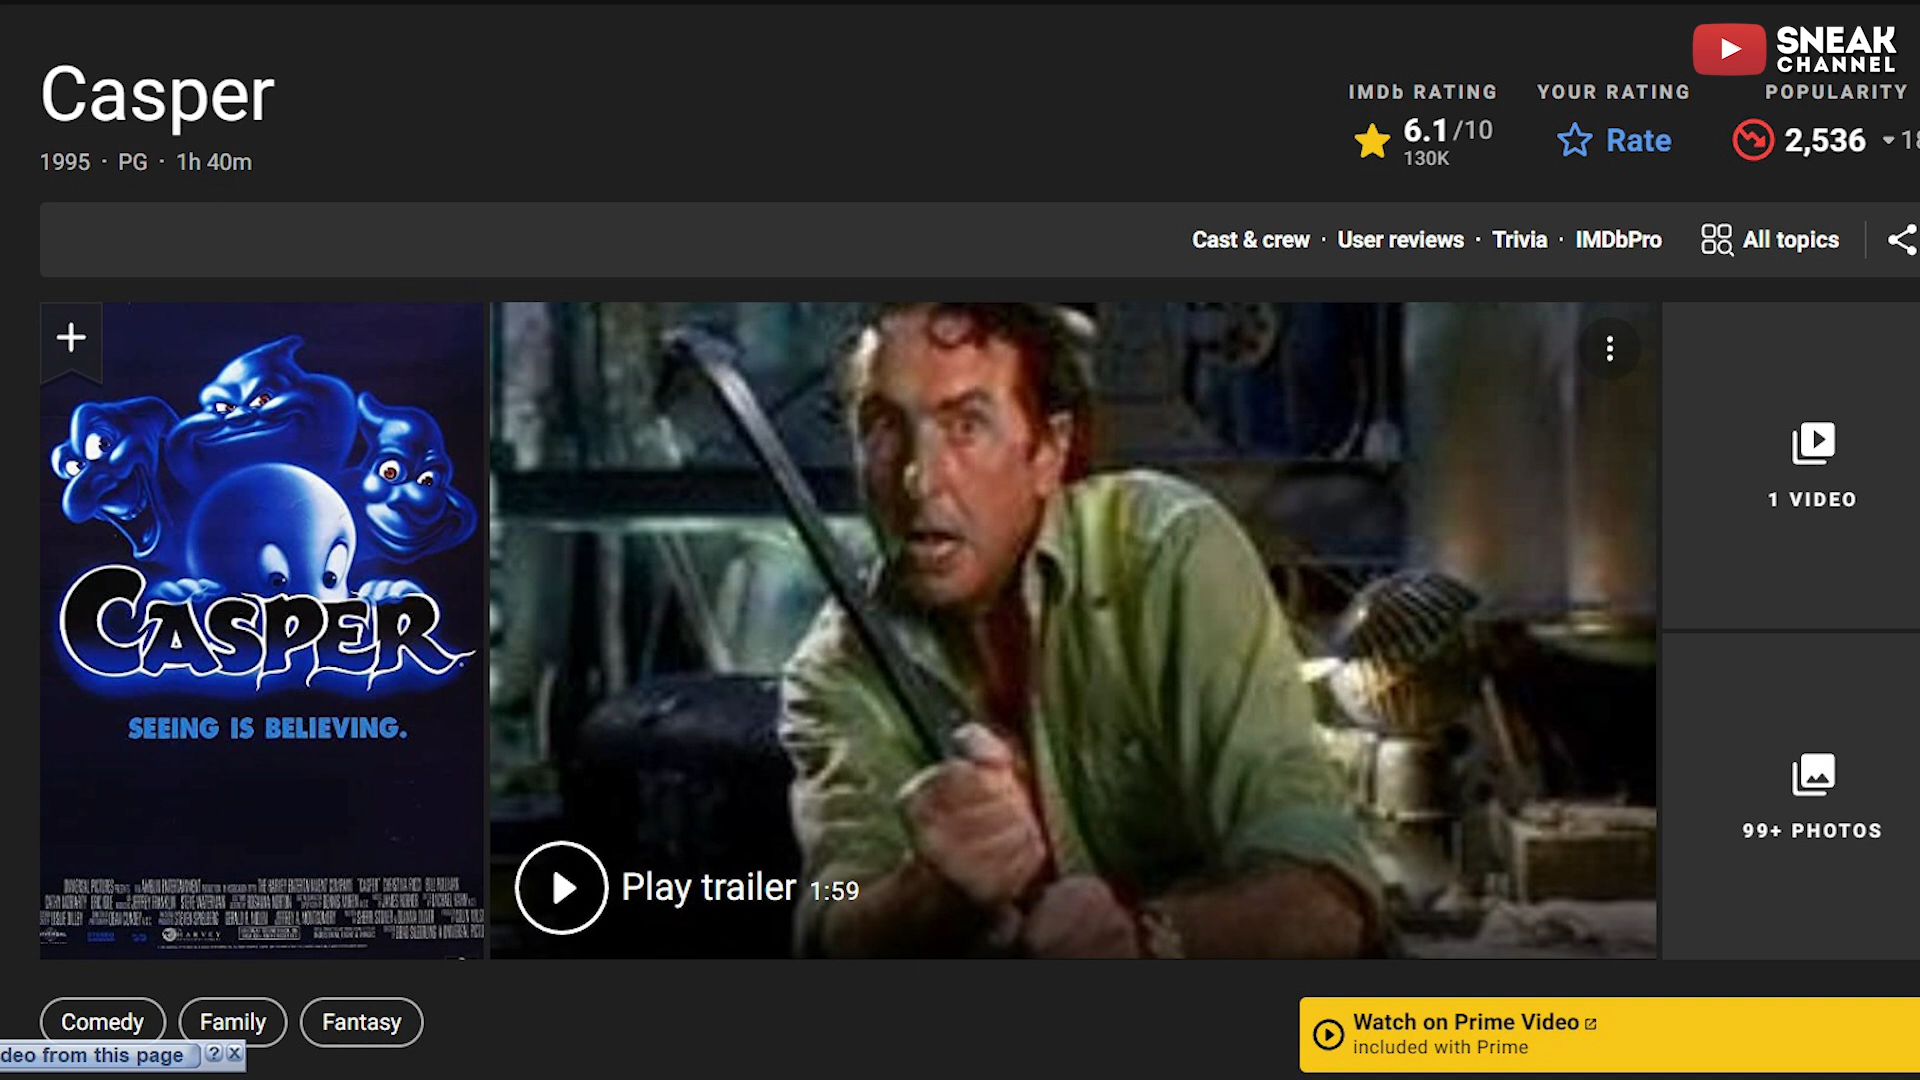 SNEAK
CHANNEL
Casper
1995 · PG · 1h 40m
IMDb RATING
6.1/10
130K
YOUR RATING
Rate
POPULARITY
2,536
Cast & crew · User reviews · Trivia · IMDbPro
All topics
CASPER
SEEING IS BELIEVING.
Play trailer 1:59
1 VIDEO
99+ PHOTOS
Comedy
Family
Fantasy
from this page
Watch on Prime Video
included with Prime